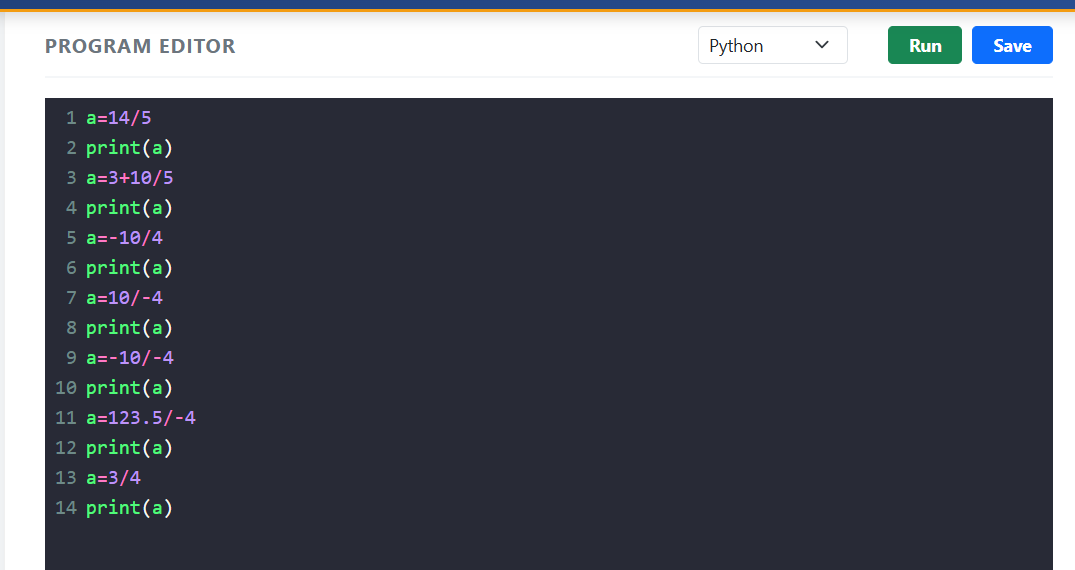 PROGRAM EDITOR Python Run Save
1 a=14/5
2 print(a)
3 a=3+10/5
4 print(a)
5 a=-10/4
6 print(a)
7 a=10/-4
8 print(a)
9 a=-10/-4
10 print(a)
11 a=123.5/-4
12 print(a)
13 a=3/4
14 print(a)